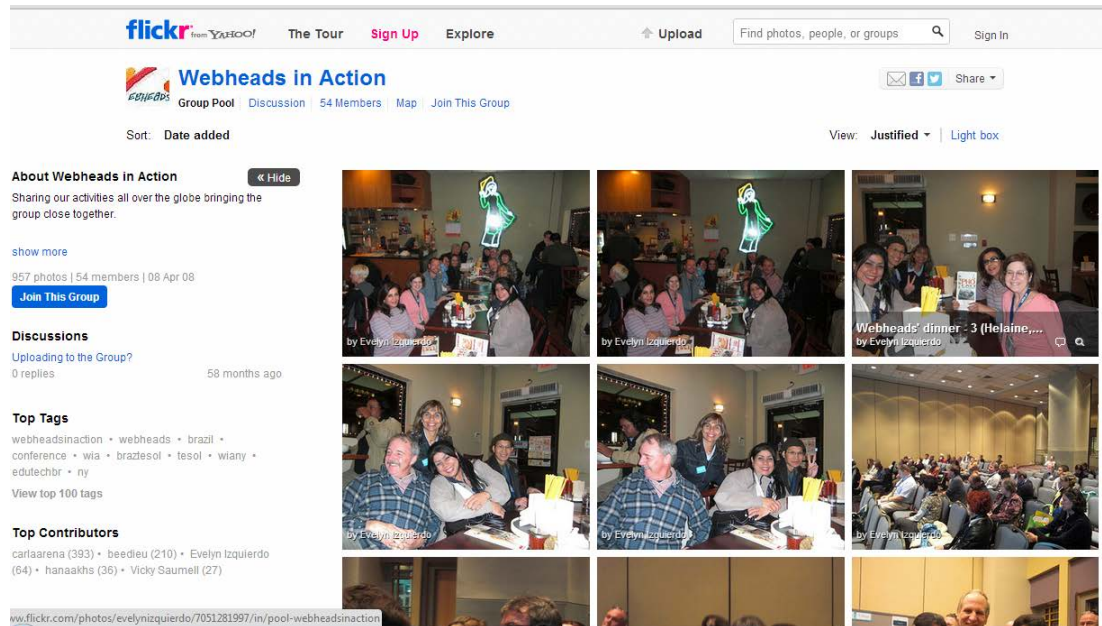 flickr from YAHOO!
The Tour
Sign Up
Explore
Upload
Find photos, people, or groups
Sign In
EBHEADS
Webheads in Action
Group Pool
Discussion
54 Members
Map
Join This Group
Share
Sort: Date added
View: Justified
Light box
About Webheads in Action
« Hide
Sharing our activities all over the globe bringing the
group close together.
show more
957 photos | 54 members | 08 Apr 08
Join This Group
Discussions
Uploading to the Group?
0 replies
58 months ago
Top Tags
webheadsinaction • webheads • brazil •
conference • wia • braztesol • tesol • wiany •
edutechbr • ny
View top 100 tags
Top Contributors
carlaarena (393) • beedieu (210) • Evelyn Izquierdo
(64) • hanaakhs (36) • Vicky Saumell (27)
by Evelyn Izquierdo
by Evelyn Izquierdo
Webheads' dinner - 3 (Helaine,...
by Evelyn Izquierdo
by Evelyn Izquierdo
by Evelyn Izquierdo
by Evelyn Izquierdo
ww.flickr.com/photos/evelynizquierdo/7051281997/in/pool-webheadsinaction